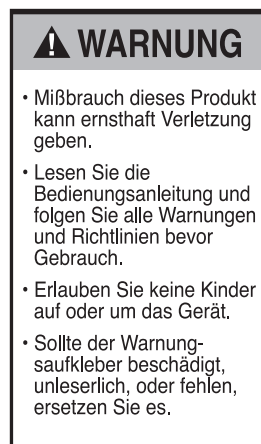 WARNUNG
• Mißbrauch dieses Produkt
kann ernsthaft Verletzung
geben.
• Lesen Sie die
Bedienungsanleitung und
folgen Sie alle Warnungen
und Richtlinien bevor
Gebrauch.
• Erlauben Sie keine Kinder
auf oder um das Gerät.
• Sollte der Warnung-
saufkleber beschädigt,
unleserlich, oder fehlen,
ersetzen Sie es.